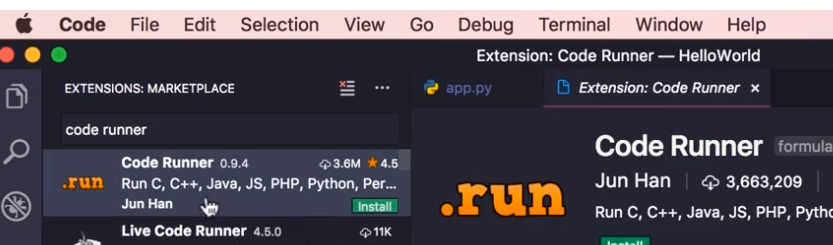 Code File Edit Selection View Go Debug Terminal Window Help
Extension: Code Runner — HelloWorld
EXTENSIONS: MARKETPLACE
app.py
Extension: Code Runner
code runner
.run
Code Runner 0.9.4 3.6M 4.5
Run C, C++, Java, JS, PHP, Python, Per...
Jun Han Install
Live Code Runner 4.5.0 11K
.run
Code Runner formula
Jun Han 3,663,209
Run C, C++, Java, JS, PHP, Pytho
Install